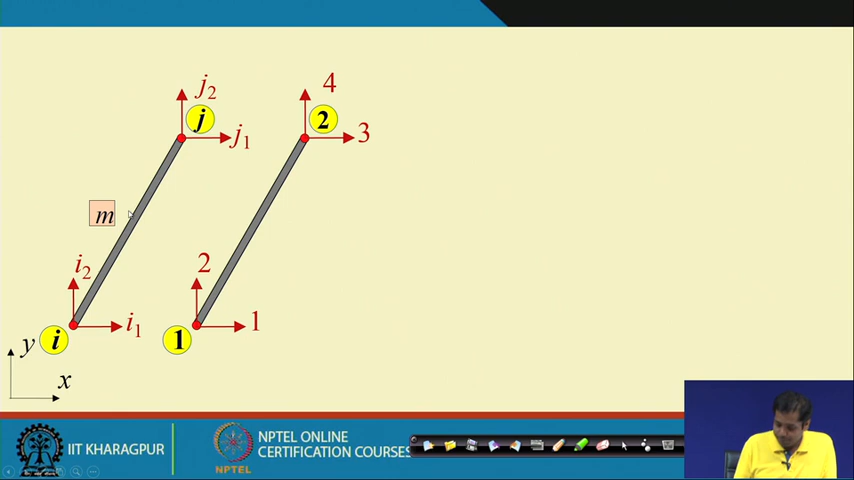 j2
j
j1
4
2
3
m
i2
i
i1
2
1
1
y
x
IIT KHARAGPUR
NPTEL
NPTEL ONLINE
CERTIFICATION COURSES